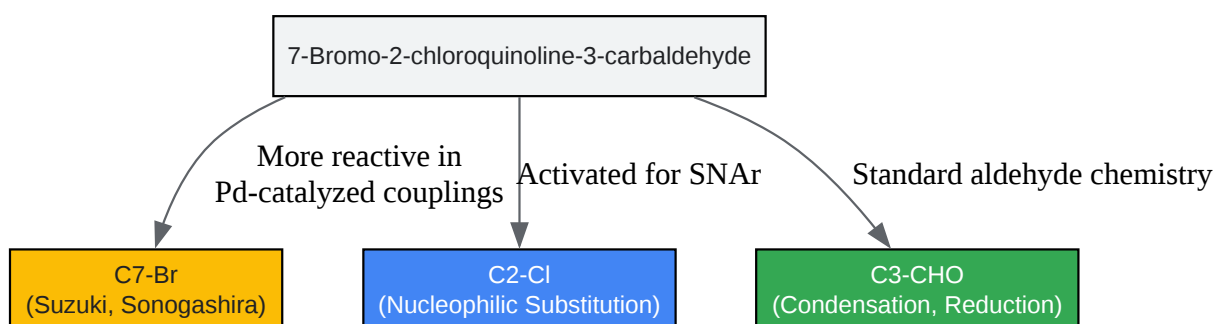 7-Bromo-2-chloroquinoline-3-carbaldehyde
More reactive in
Pd-catalyzed couplings
Activated for SNAr
Standard aldehyde chemistry
C7-Br
(Suzuki, Sonogashira)
C2-Cl
(Nucleophilic Substitution)
C3-CHO
(Condensation, Reduction)